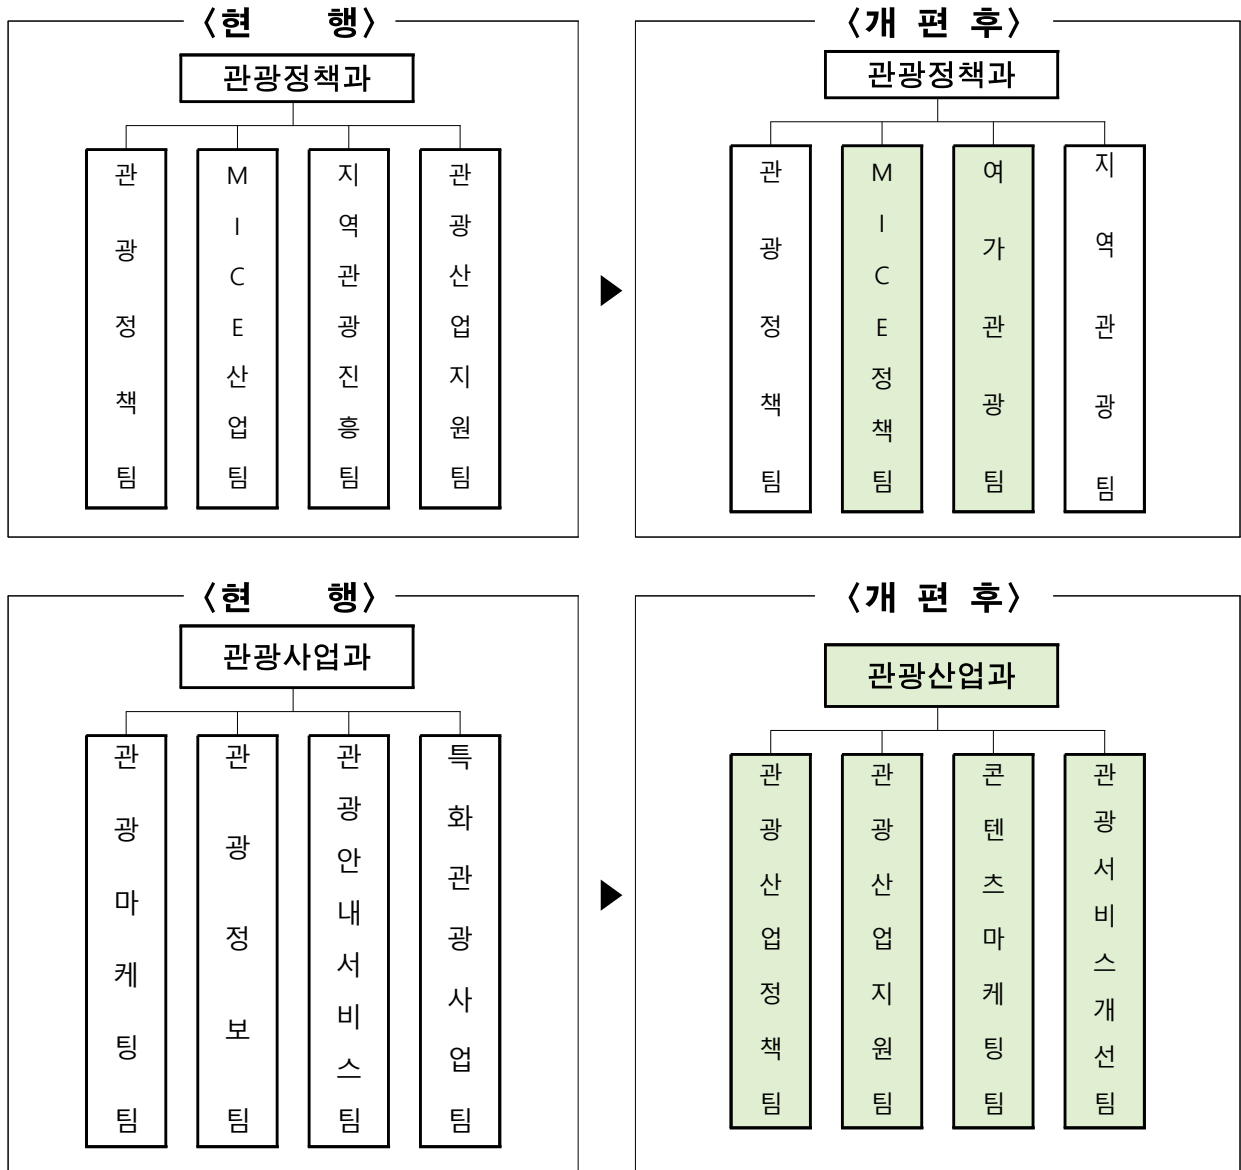 〈현 행〉
관광정책과
관광정책팀
MICE산업팀
지역관광진흥팀
관광산업지원팀
〈개 편 후〉
관광정책과
관광정책팀
MICE정책팀
여가관광팀
지역관광팀
〈현 행〉
관광사업과
관광마케팅팀
관광정보팀
관광안내서비스팀
특화관광사업팀
〈개 편 후〉
관광산업과
관광산업정책팀
관광산업지원팀
콘텐츠마케팅팀
관광서비스개선팀